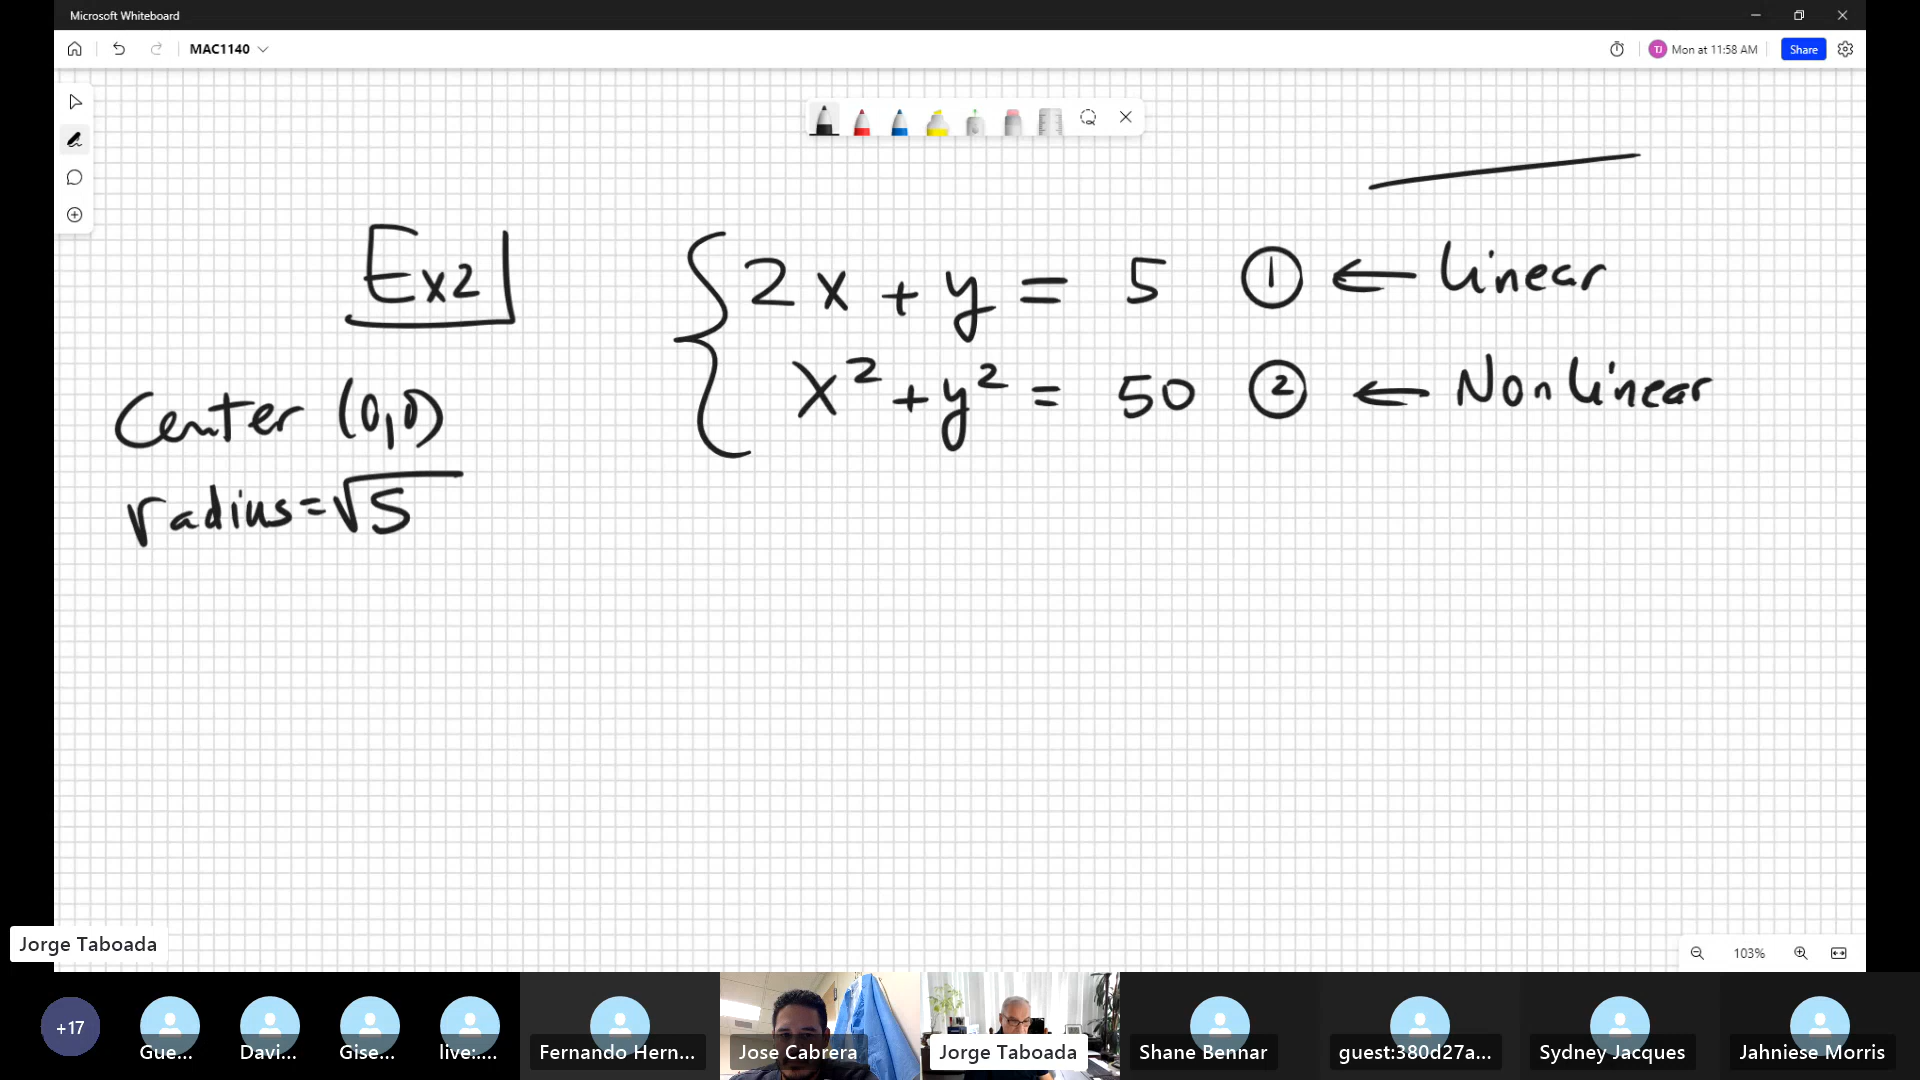 Microsoft Whiteboard
MAC1140
TJ Mon at 11:58 AM Share
Ex2
2x + y = 5 ① ← linear
x² + y² = 50 ② ← Nonlinear
Center (0,0)
radius = √5
103%
Jorge Taboada
+17
Gue...
Davi...
Gise...
live:....
Fernando Hern...
Jose Cabrera
Jorge Taboada
Shane Bennar
guest:380d27a...
Sydney Jacques
Jahniese Morris